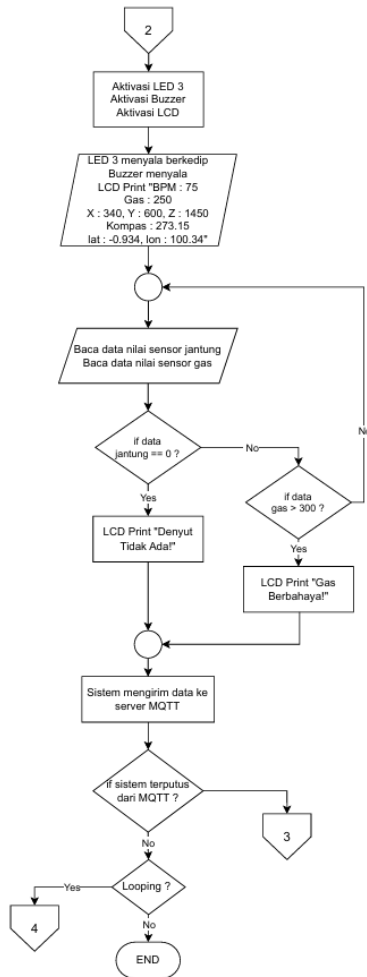 2
Aktivasi LED 3
Aktivasi Buzzer
Aktivasi LCD
LED 3 menyala berkedip
Buzzer menyala
LCD Print "BPM : 75
Gas : 250
X : 340, Y : 600, Z : 1450
Kompas : 273.15
lat : -0.934, lon : 100.34"
Baca data nilai sensor jantung
Baca data nilai sensor gas
if data
jantung == 0 ?
No
if data
gas > 300 ?
No
Yes
LCD Print "Denyut
Tidak Ada!"
Yes
LCD Print "Gas
Berbahaya!"
Sistem mengirim data ke
server MQTT
if sistem terputus
dari MQTT ?
3
No
Looping ?
Yes
4
No
END